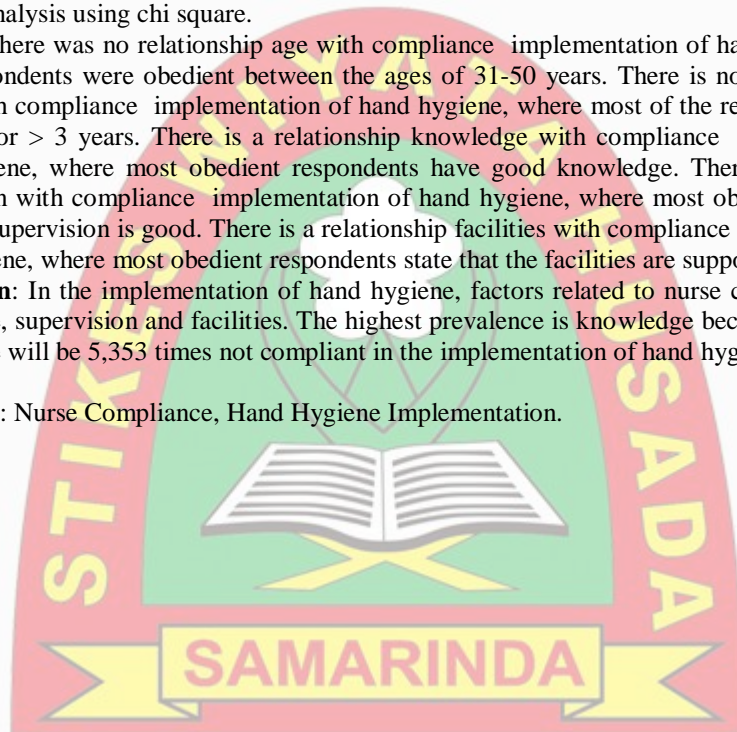 nalysis using chi square.
here was no relationship age with compliance implementation of ha
pondents were obedient between the ages of 31-50 years. There is no
h compliance implementation of hand hygiene, where most of the re
or > 3 years. There is a relationship knowledge with compliance
ene, where most obedient respondents have good knowledge. Ther
n with compliance implementation of hand hygiene, where most ob
supervision is good. There is a relationship facilities with compliance
ene, where most obedient respondents state that the facilities are suppo
n: In the implementation of hand hygiene, factors related to nurse c
, supervision and facilities. The highest prevalence is knowledge bec
will be 5,353 times not compliant in the implementation of hand hyg
: Nurse Compliance, Hand Hygiene Implementation.
STIKES WIYATA HUSADA
SAMARINDA